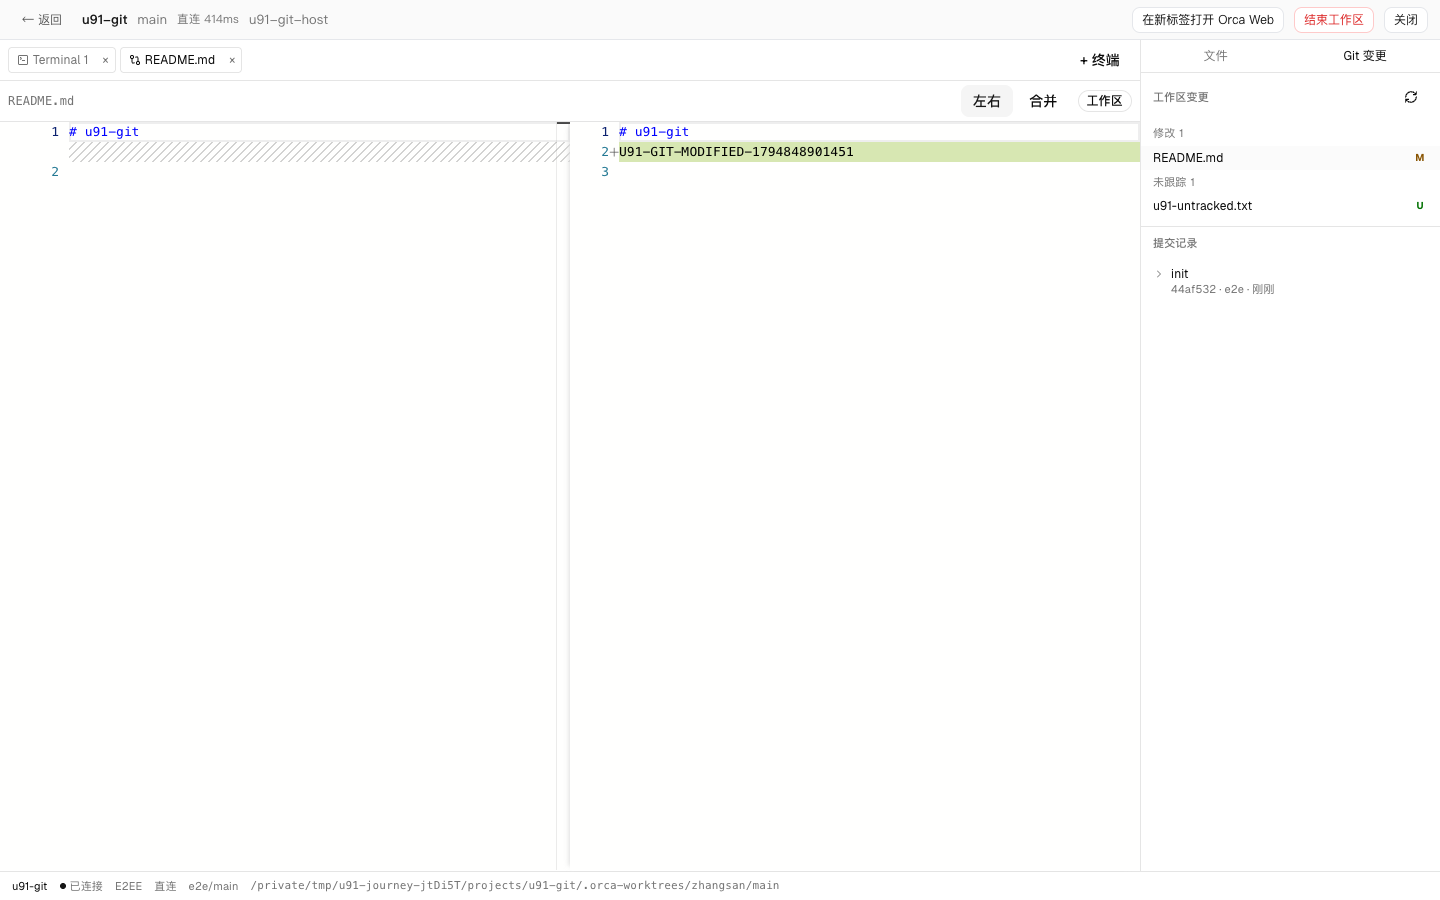 ← 返回 u91-git main 直连 414ms u91-git-host 在新标签打开 Orca Web 结束工作区 关闭
Terminal 1 × README.md × + 终端
文件 Git 变更
README.md 左右 合并 工作区
1 # u91-git
2
1 # u91-git
2+U91-GIT-MODIFIED-1794848901451
3
工作区变更
修改 1
README.md M
未跟踪 1
u91-untracked.txt U
提交记录
init
44af532 · e2e · 刚刚
u91-git 已连接 E2EE 直连 e2e/main /private/tmp/u91-journey-jtDi5T/projects/u91-git/.orca-worktrees/zhangsan/main